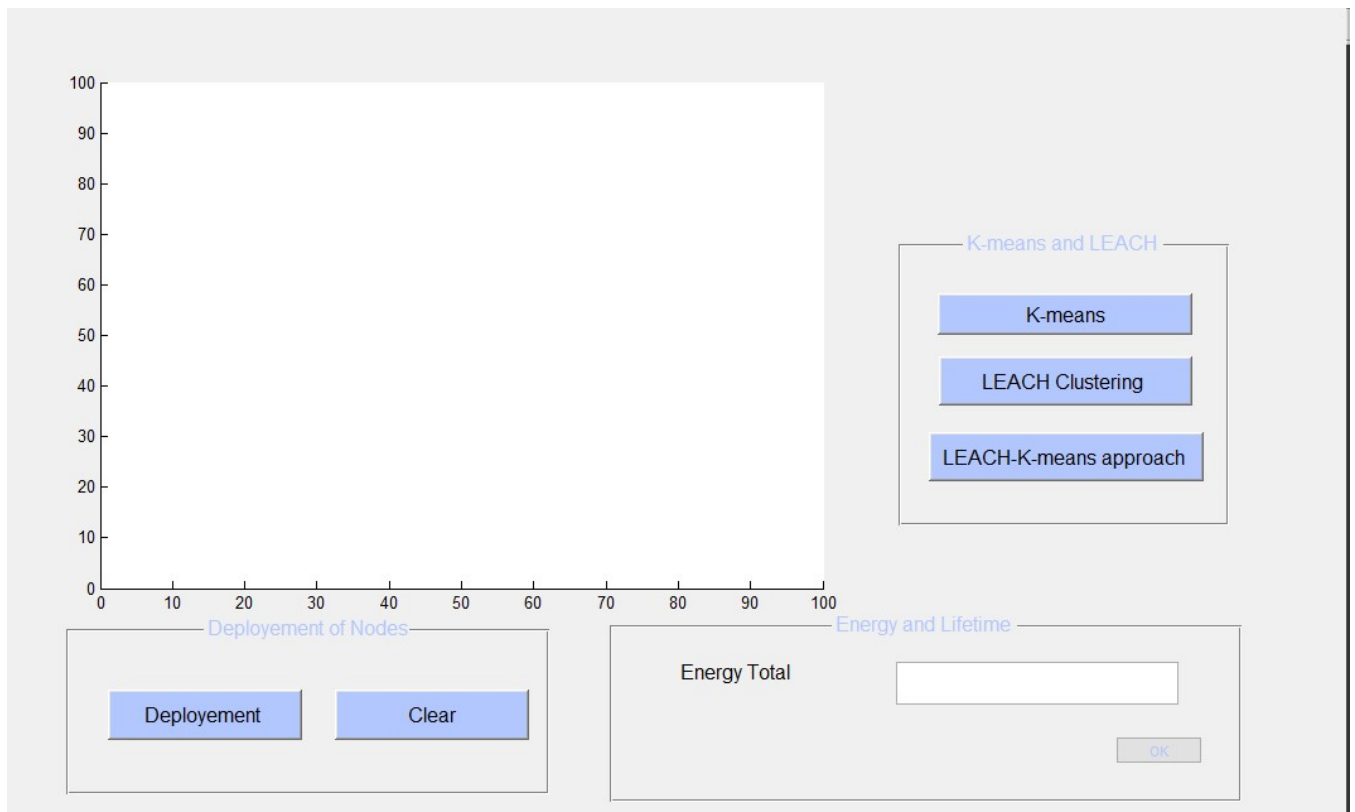 100
90
80
70
60
50
40
30
20
10
0
0 10 20 30 40 50 60 70 80 90 100
K-means and LEACH
K-means
LEACH Clustering
LEACH-K-means approach
Deployement of Nodes
Deployement Clear
Energy and Lifetime
Energy Total
OK